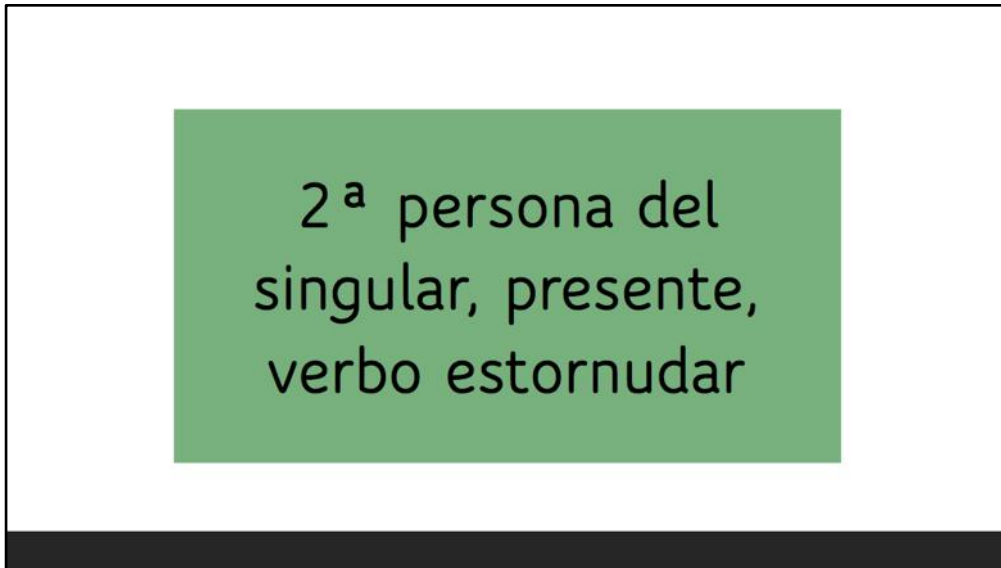 2ª persona del
singular, presente,
verbo estornudar